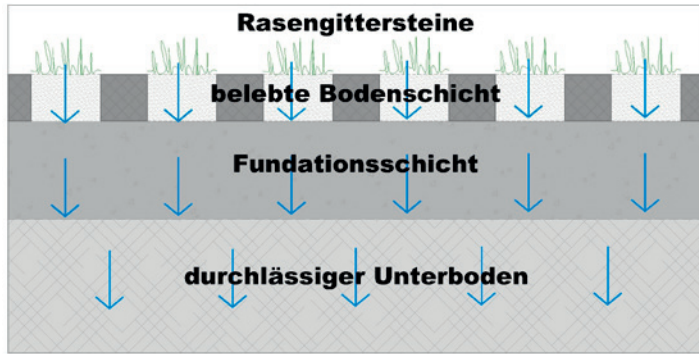 Rasengittersteine
belebte Bodenschicht
Fundationsschicht
durchlässiger Unterboden